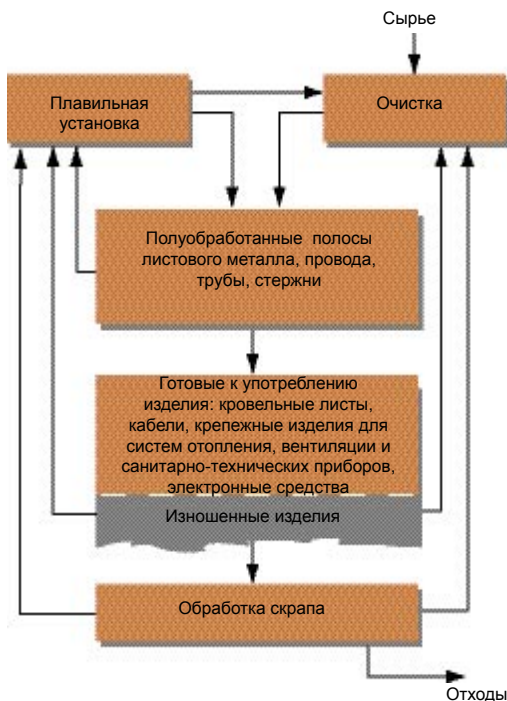 Сырье
Плавильная
установка
Очистка
Полуобработанные полосы
листового металла, провода,
трубы, стержни
Готовые к употреблению
изделия: кровельные листы,
кабели, крепежные изделия для
систем отопления, вентиляции и
санитарно-технических приборов,
электронные средства
Изношенные изделия
Обработка скрапа
Отходы